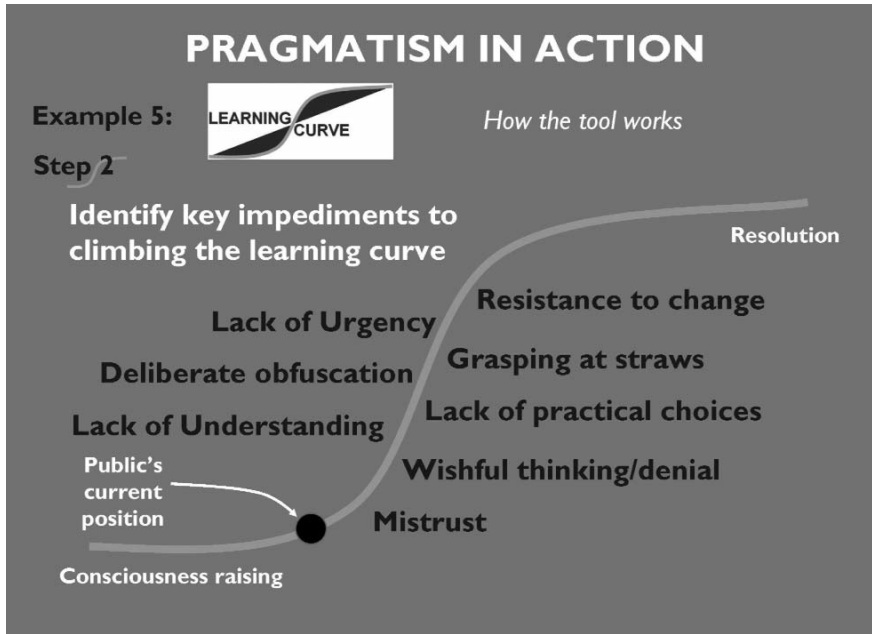 PRAGMATISM IN ACTION
Example 5:
LEARNING
CURVE
How the tool works
Step 2
Identify key impediments to
climbing the learning curve
Resolution
Lack of Urgency
Deliberate obfuscation
Lack of Understanding
Resistance to change
Grasping at straws
Lack of practical choices
Wishful thinking/denial
Mistrust
Public's
current
position
Consciousness raising